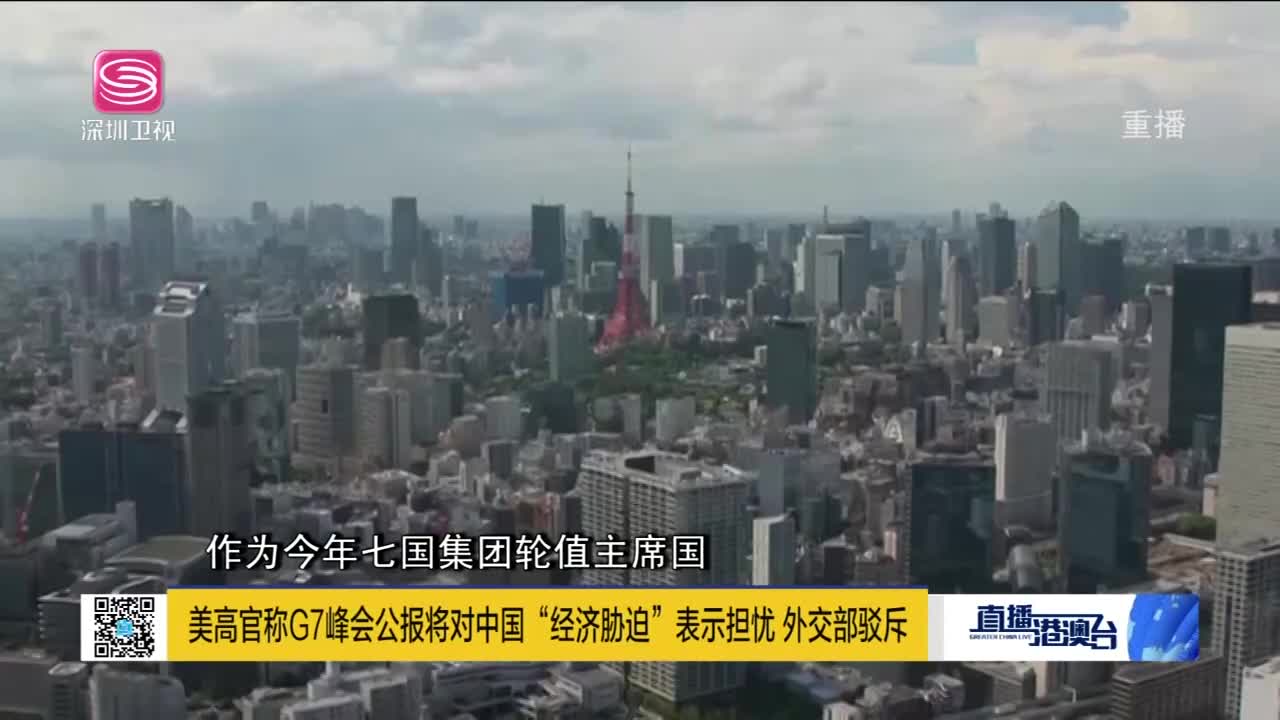 深圳卫视
重播
作为今年七国集团轮值主席国
美高官称G7峰会公报将对中国“经济胁迫”表示担忧 外交部驳斥
直播港澳台
GREATER CHINA LIVE